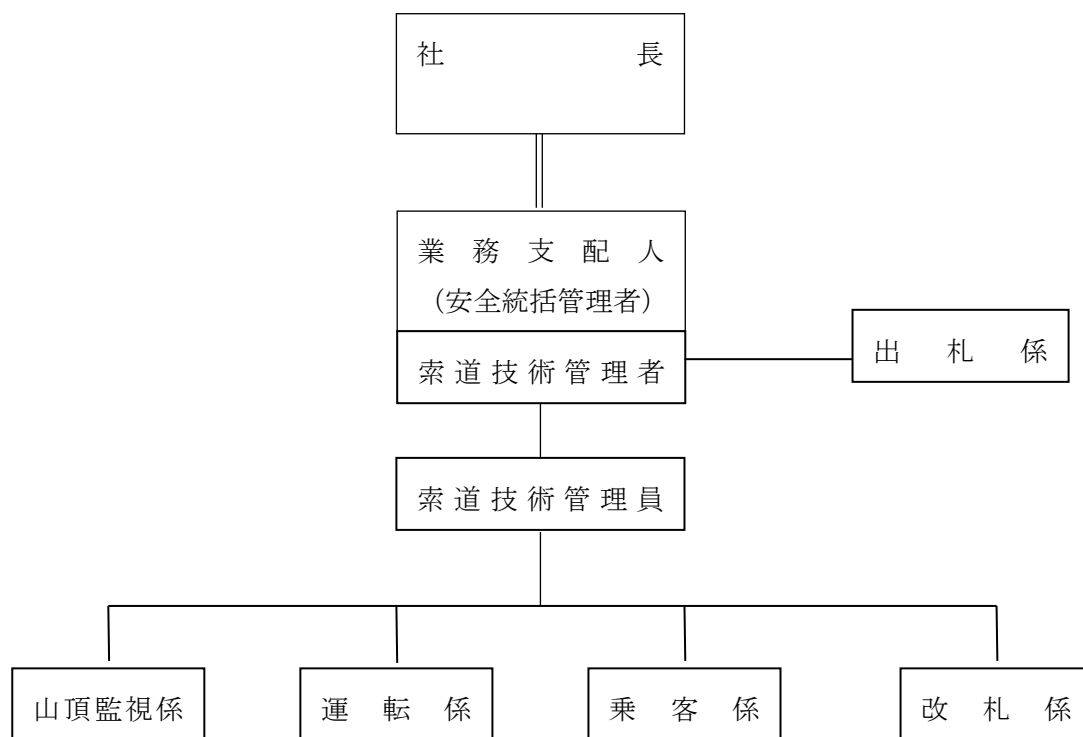 社長
業務支配人
(安全統括管理者)
索道技術管理者
出札係
索道技術管理員
山頂監視係
運転係
乗客係
改札係